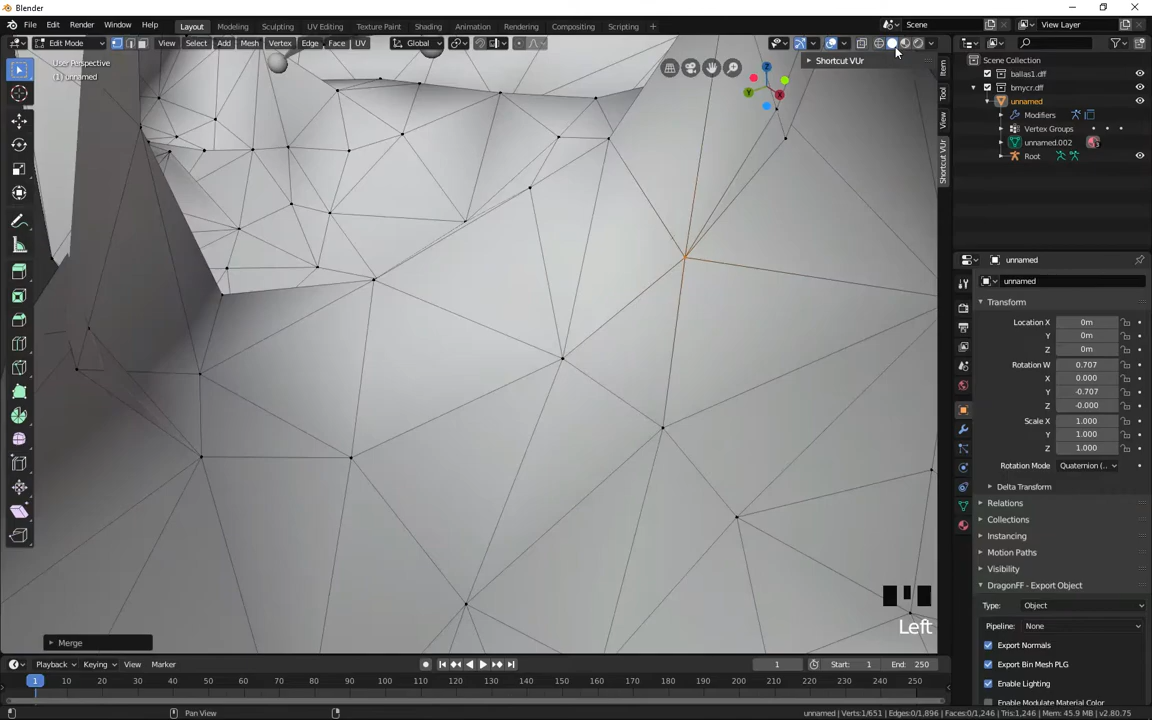 Blender
File Edit Render Window Help Layout Modeling Sculpting UV Editing Texture Paint Shading Animation Rendering Compositing Scripting + Scene View Layer
Edit Mode View Select Add Mesh Vertex Edge Face UV Global
User Perspective
(1) unnamed
Shortcut VUr
Item
Tool
View
Shortcut VUr
Z
Y
X
Scene Collection
ballas1.dff
bmycr.dff
unnamed
Modifiers
Vertex Groups
unnamed.002
3
Root
unnamed
unnamed
Transform
Location X 0m
Y 0m
Z 0m
Rotation W 0.707
X 0.000
Y -0.707
Z -0.000
Scale X 1.000
Y 1.000
Z 1.000
Rotation Mode Quaternion (...
Delta Transform
Relations
Collections
Instancing
Motion Paths
Visibility
DragonFF - Export Object
Type: Object
Pipeline: None
Export Normals
Export Bin Mesh PLG
Enable Lighting
Enable Modulate Material Color
Left
Merge
Playback Keying View Marker 1 Start: 1 End: 250
1 10 20 30 40 50 60 70 80 90 100 110 120 130 140 150 160 170 180 190 200 210 220 230 240 250
Pan View unnamed | Verts:1/651 | Edges:0/1,896 | Faces:0/1,246 | Tris:1,246 | Mem: 45.9 MB | v2.80.75